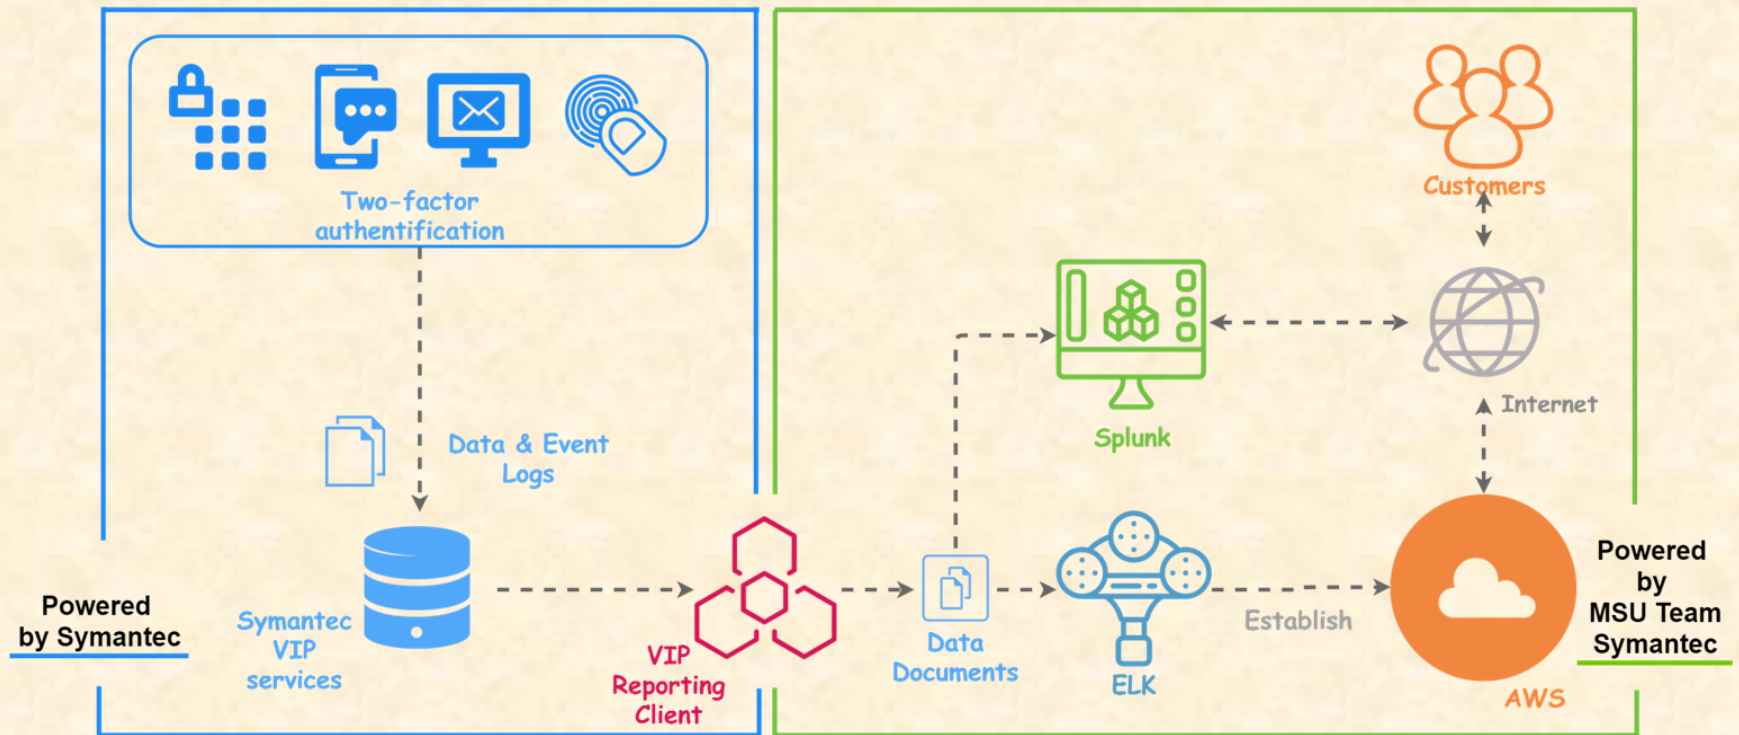 Two-factor
authentification
Data & Event
Logs
Powered
by Symantec
Symantec
VIP
services
VIP
Reporting
Client
Data
Documents
Splunk
ELK
Establish
Customers
Internet
AWS
Powered
by
MSU Team
Symantec